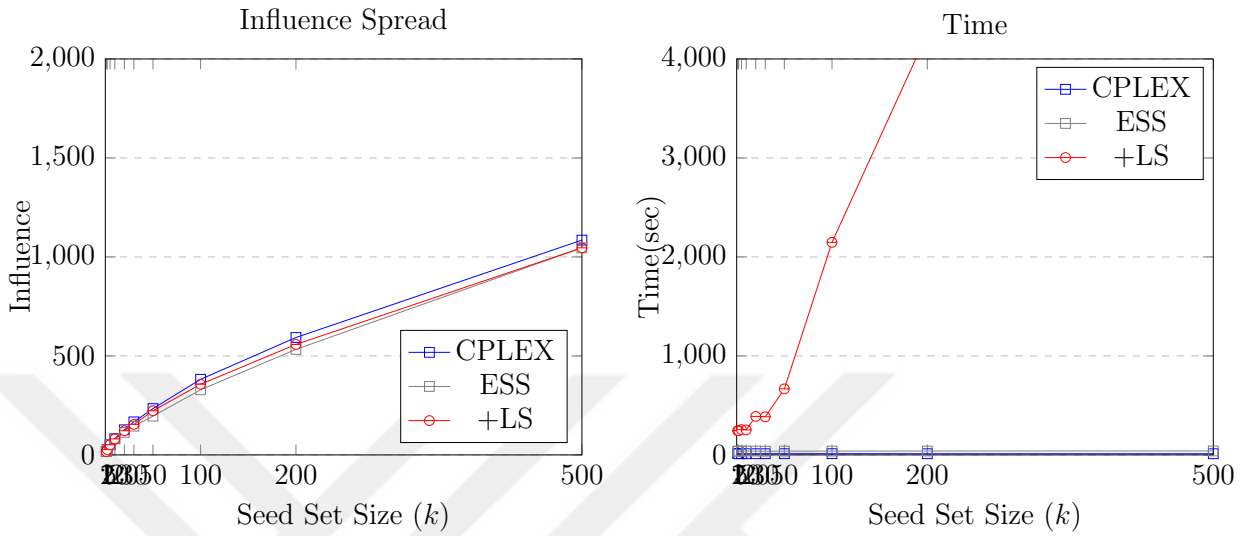 Influence Spread
2,000
1,500
1,000
500
0
Influence
CPLEX
ESS
+LS
50 100 200 500
Seed Set Size (k)
Time
4,000
3,000
2,000
1,000
0
Time(sec)
CPLEX
ESS
+LS
50 100 200 500
Seed Set Size (k)